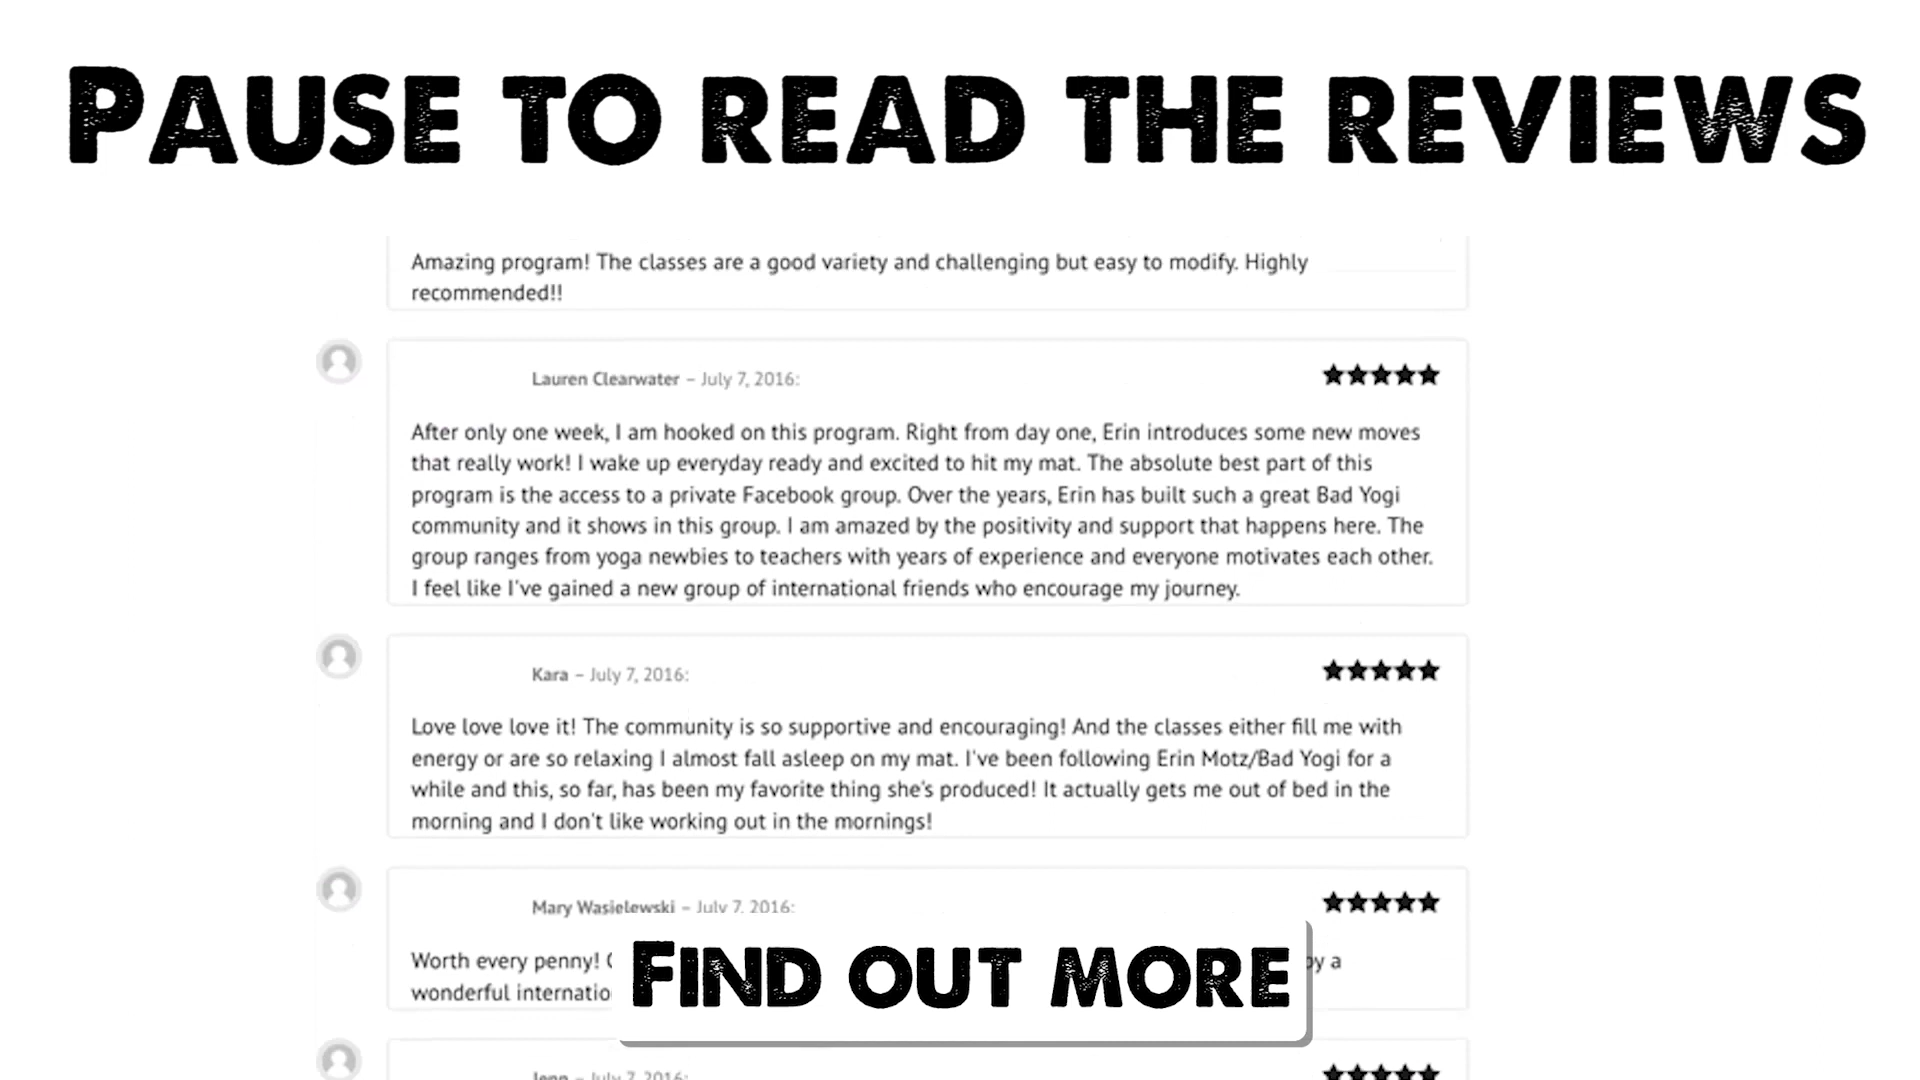 PAUSE TO READ THE REVIEWS
Amazing program! The classes are a good variety and challenging but easy to modify. Highly
recommended!!
Lauren Clearwater – July 7, 2016:
After only one week, I am hooked on this program. Right from day one, Erin introduces some new moves
that really work! I wake up everyday ready and excited to hit my mat. The absolute best part of this
program is the access to a private Facebook group. Over the years, Erin has built such a great Bad Yogi
community and it shows in this group. I am amazed by the positivity and support that happens here. The
group ranges from yoga newbies to teachers with years of experience and everyone motivates each other.
I feel like I've gained a new group of international friends who encourage my journey.
Kara – July 7, 2016:
Love love love it! The community is so supportive and encouraging! And the classes either fill me with
energy or are so relaxing I almost fall asleep on my mat. I've been following Erin Motz/Bad Yogi for a
while and this, so far, has been my favorite thing she's produced! It actually gets me out of bed in the
morning and I don't like working out in the mornings!
Mary Wasielewski – July 7, 2016:
Worth every penny! by a
wonderful internatio
FIND OUT MORE
Jenn – July 7, 2016: